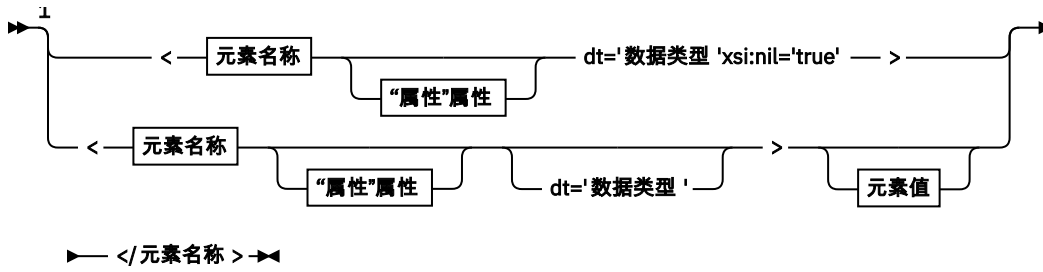 1
< 元素名称 “属性”属性 dt='数据类型 'xsi:nil='true' >
< 元素名称 “属性”属性 dt='数据类型 ' > 元素值
</元素名称 >